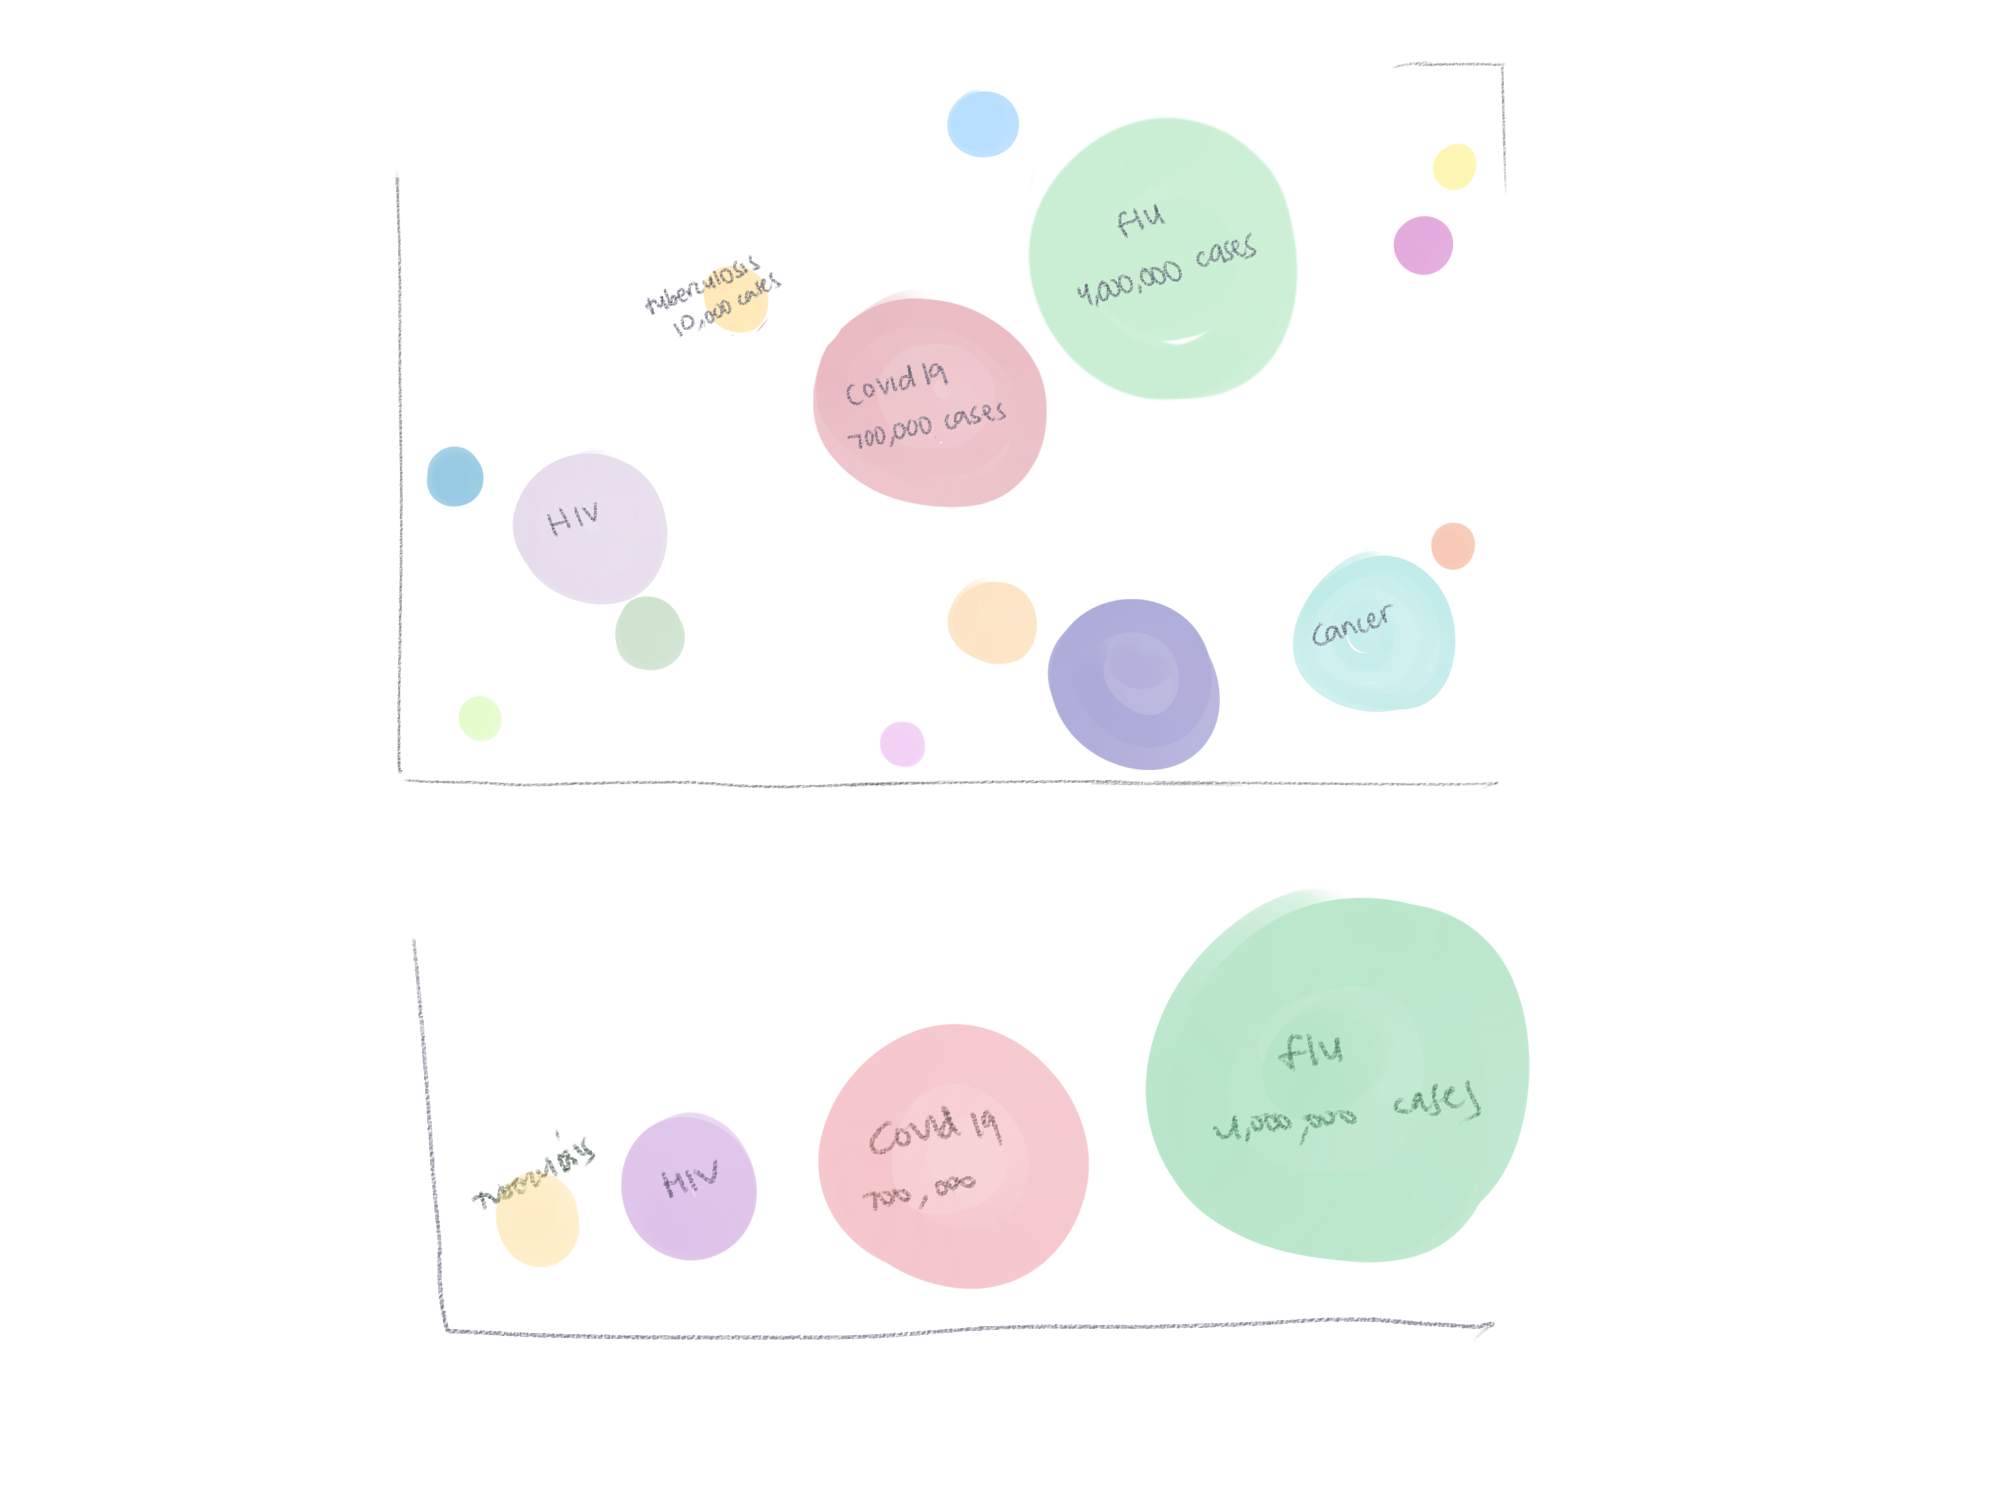 flu
4,000,000 cases
tuberculosis
10,000 cases
Covid 19
700,000 cases
HIV
Cancer
flu
4,000,000 cases
Covid 19
700,000
HIV
Tuberculosis